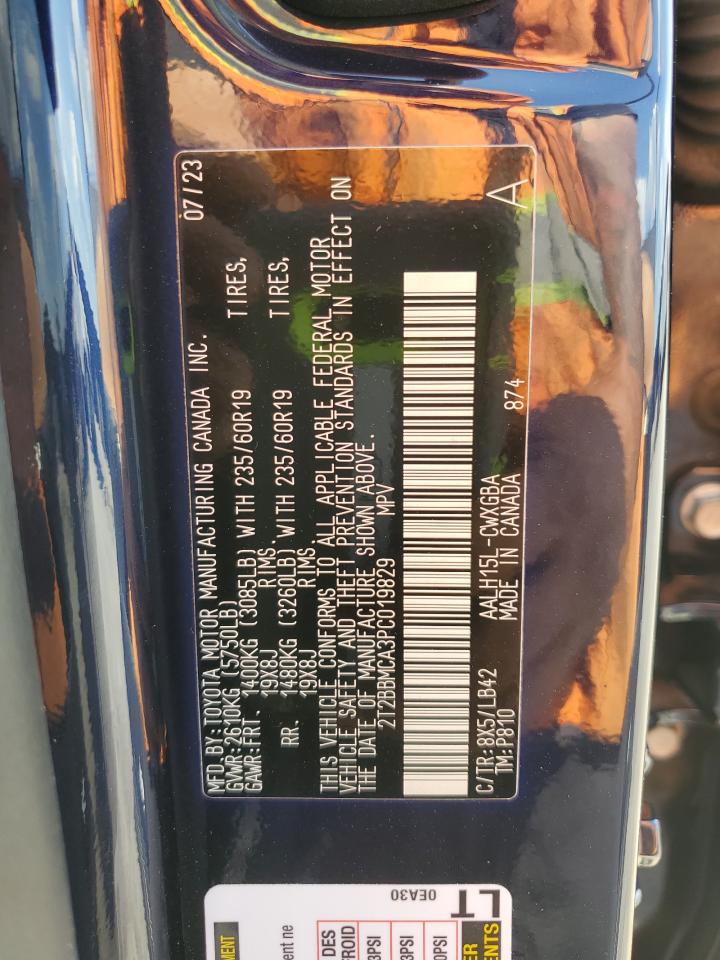 MFD.BY:TOYOTA MOTOR MANUFACTURING CANADA INC. 07/23
GVWR:2610KG (5750LB)
GAWR:FRT. 1400KG (3085LB) WITH 235/60R19 TIRES,
19X8J RIMS
RR. 1480KG (3260LB) WITH 235/60R19 TIRES,
19X8J RIMS
THIS VEHICLE CONFORMS TO ALL APPLICABLE FEDERAL MOTOR
VEHICLE SAFETY AND THEFT PREVENTION STANDARDS IN EFFECT ON
THE DATE OF MANUFACTURE SHOWN ABOVE.
2T2BBMCA3PC019829 MPV
C/TR:8X5/LB42 AALH15L-CWXGBA
TM:P810 MADE IN CANADA 874 A
0EA30
LT